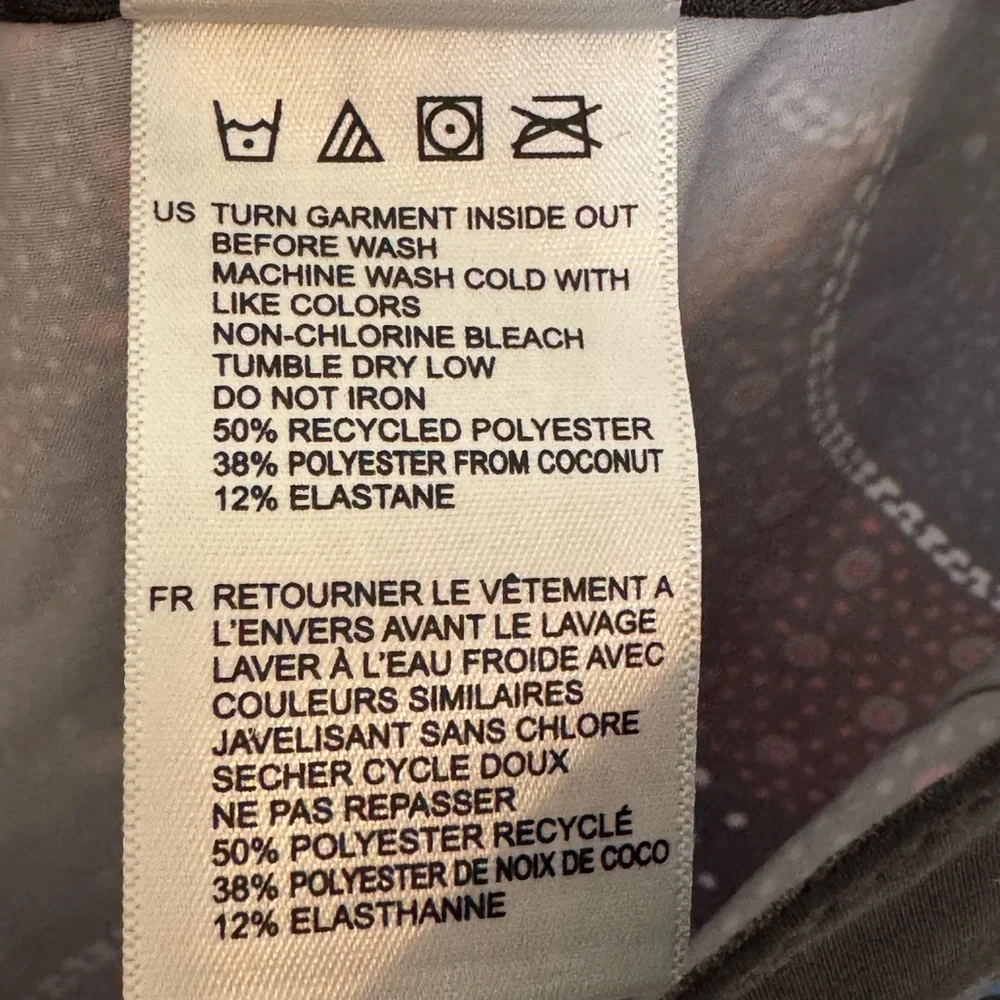 US TURN GARMENT INSIDE OUT
BEFORE WASH
MACHINE WASH COLD WITH
LIKE COLORS
NON-CHLORINE BLEACH
TUMBLE DRY LOW
DO NOT IRON
50% RECYCLED POLYESTER
38% POLYESTER FROM COCONUT
12% ELASTANE
FR RETOURNER LE VÊTEMENT A
L'ENVERS AVANT LE LAVAGE
LAVER À L'EAU FROIDE AVEC
COULEURS SIMILAIRES
JAVELISANT SANS CHLORE
SECHER CYCLE DOUX
NE PAS REPASSER
50% POLYESTER RECYCLÉ
38% POLYESTER DE NOIX DE COCO
12% ELASTHANNE